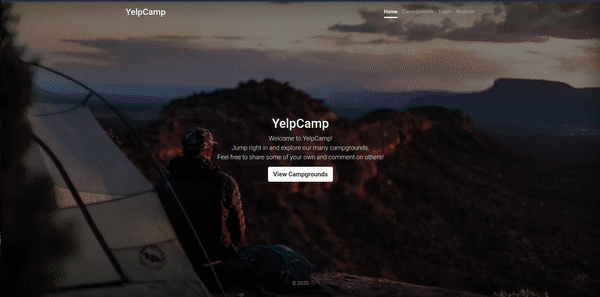 YelpCamp
Home Campgrounds Login Register
YelpCamp
Welcome to YelpCamp!
Jump right in and explore our many campgrounds.
Feel free to share some of your own and comment on others!
View Campgrounds
© 2020